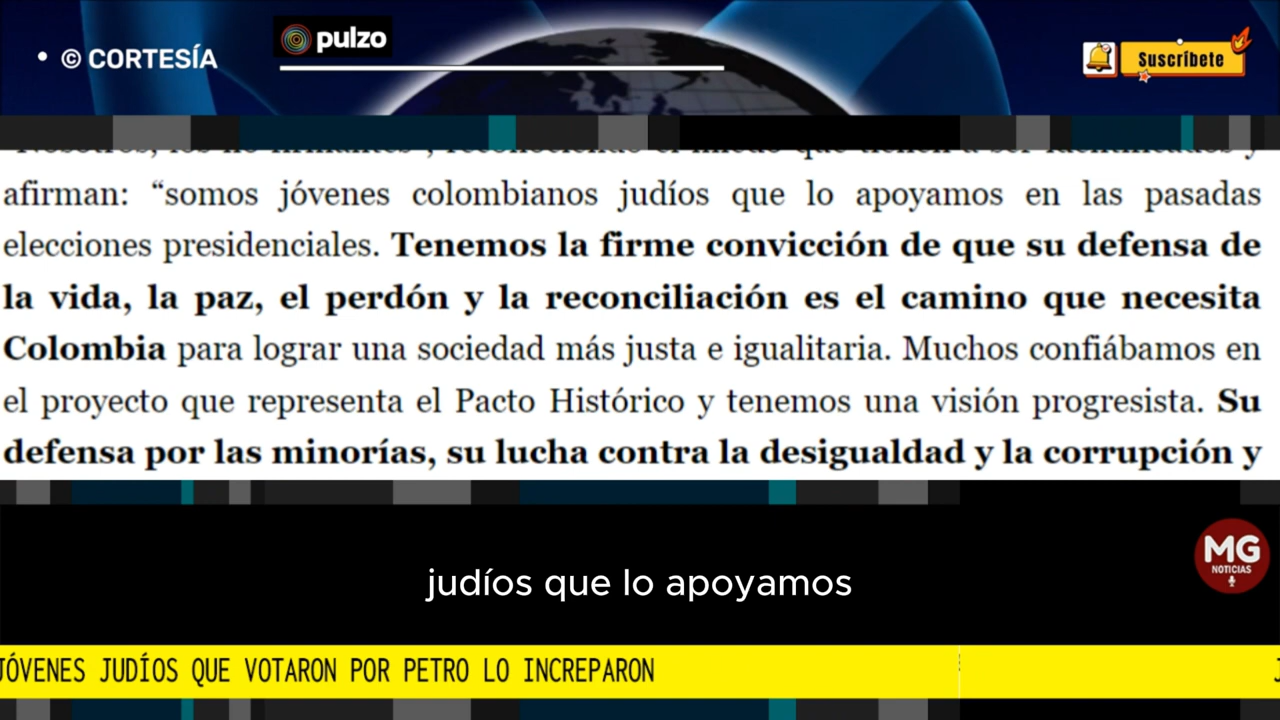 • © CORTESÍA
pulzo
Suscríbete
afirman: “somos jóvenes colombianos judíos que lo apoyamos en las pasadas
elecciones presidenciales. Tenemos la firme convicción de que su defensa de
la vida, la paz, el perdón y la reconciliación es el camino que necesita
Colombia para lograr una sociedad más justa e igualitaria. Muchos confiábamos en
el proyecto que representa el Pacto Histórico y tenemos una visión progresista. Su
defensa por las minorías, su lucha contra la desigualdad y la corrupción y
MG
NOTICIAS
judíos que lo apoyamos
JÓVENES JUDÍOS QUE VOTARON POR PETRO LO INCREPARON